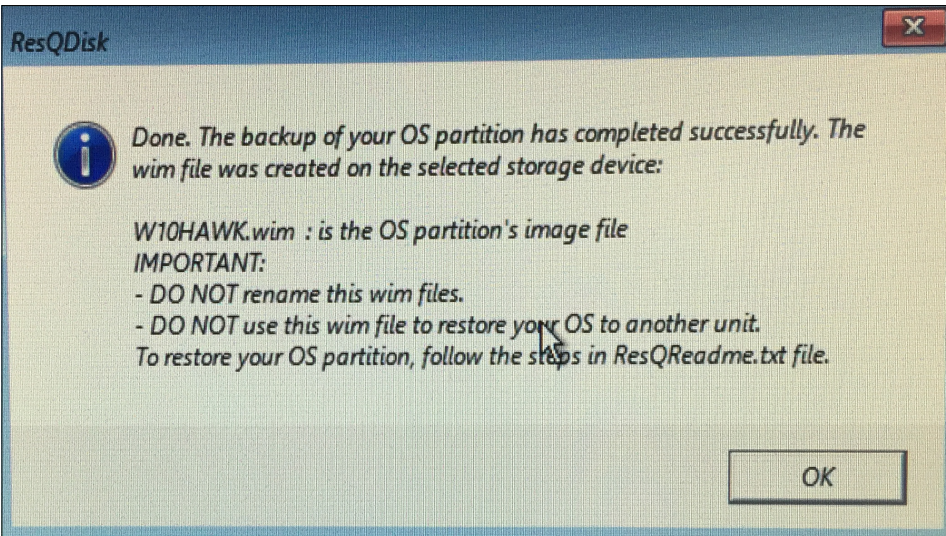 ResQDisk
Done. The backup of your OS partition has completed successfully. The
wim file was created on the selected storage device:
W10HAWK.wim : is the OS partition's image file
IMPORTANT:
- DO NOT rename this wim files.
- DO NOT use this wim file to restore your OS to another unit.
To restore your OS partition, follow the steps in ResQReadme.txt file.
OK